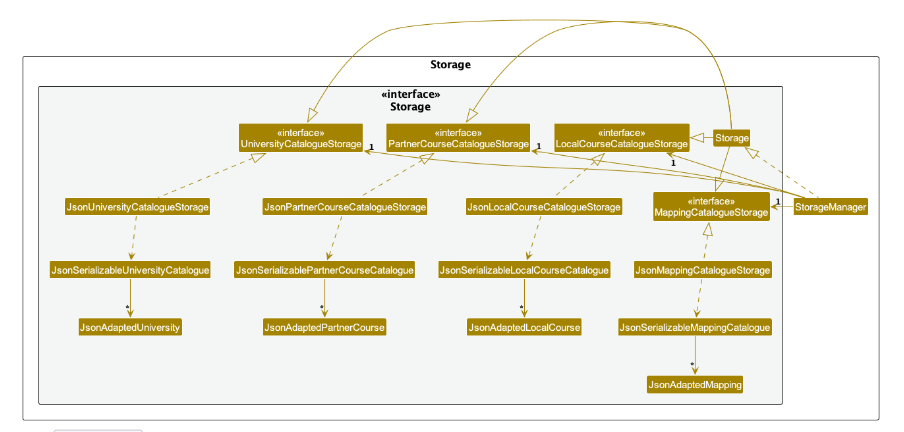 Storage
«interface»
Storage
«interface»
UniversityCatalogueStorage
«interface»
PartnerCourseCatalogueStorage
«interface»
LocalCourseCatalogueStorage
Storage
1
1
1
JsonUniversityCatalogueStorage
JsonPartnerCourseCatalogueStorage
JsonLocalCourseCatalogueStorage
«interface»
MappingCatalogueStorage
1
StorageManager
JsonSerializableUniversityCatalogue
JsonSerializablePartnerCourseCatalogue
JsonSerializableLocalCourseCatalogue
JsonMappingCatalogueStorage
*
*
*
JsonAdaptedUniversity
JsonAdaptedPartnerCourse
JsonAdaptedLocalCourse
JsonSerializableMappingCatalogue
*
JsonAdaptedMapping